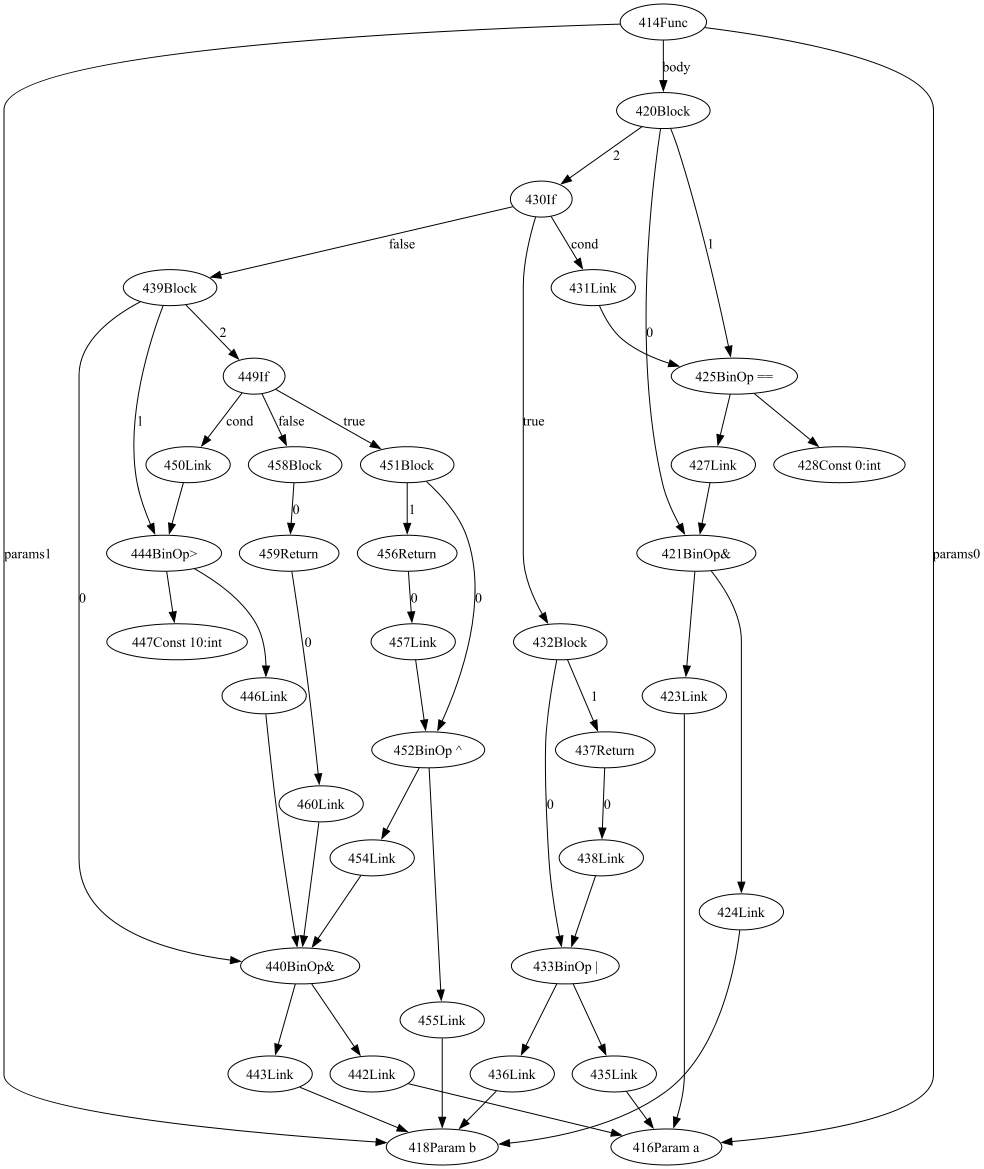 414Func
body
420Block
2
430If
false
cond
1
439Block
431Link
2
0
449If
425BinOp ==
1
cond
false
true
true
450Link
458Block
451Block
427Link
428Const 0:int
0
1
params1
444BinOp>
459Return
456Return
421BinOp&
params0
0
0
0
447Const 10:int
0
457Link
432Block
446Link
1
423Link
452BinOp ^
437Return
460Link
0
0
454Link
438Link
424Link
440BinOp&
433BinOp |
455Link
443Link
442Link
436Link
435Link
418Param b
416Param a